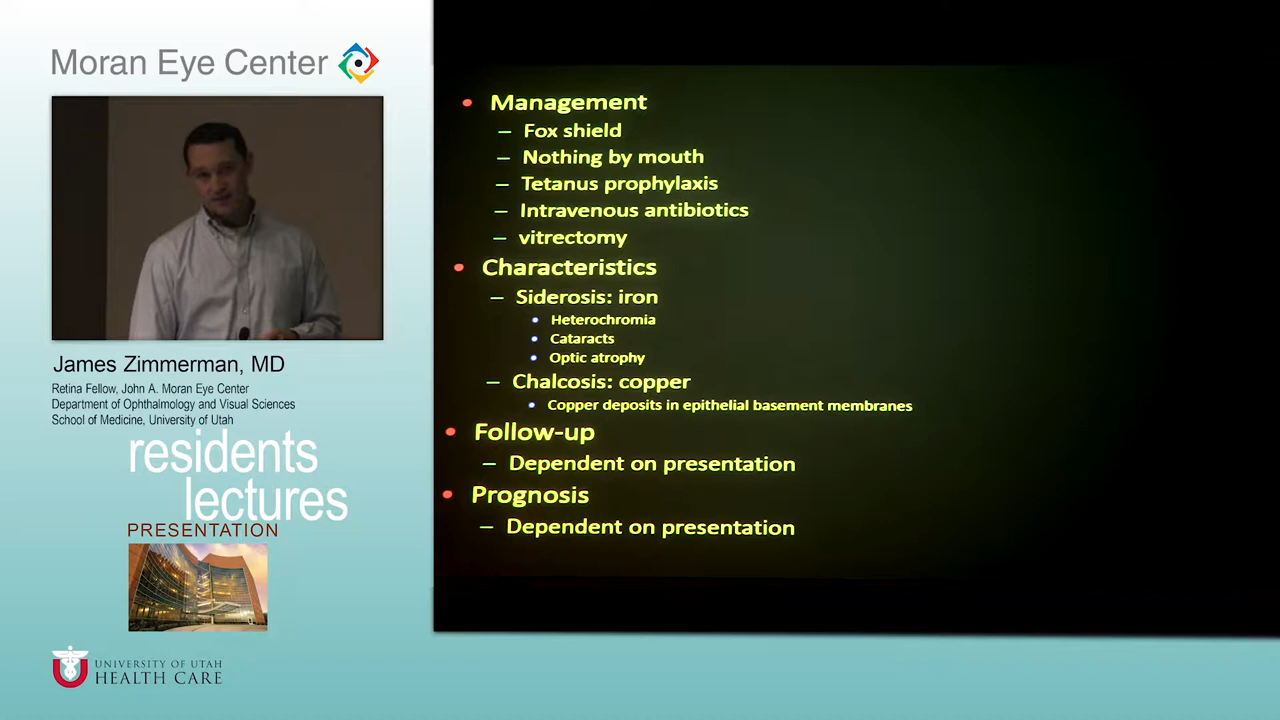 Moran Eye Center
James Zimmerman, MD
Retina Fellow, John A. Moran Eye Center
Department of Ophthalmology and Visual Sciences
School of Medicine, University of Utah
residents
lectures
PRESENTATION
UNIVERSITY OF UTAH
HEALTH CARE
• Management
– Fox shield
– Nothing by mouth
– Tetanus prophylaxis
– Intravenous antibiotics
– vitrectomy
• Characteristics
– Siderosis: iron
• Heterochromia
• Cataracts
• Optic atrophy
– Chalcosis: copper
• Copper deposits in epithelial basement membranes
• Follow-up
– Dependent on presentation
• Prognosis
– Dependent on presentation